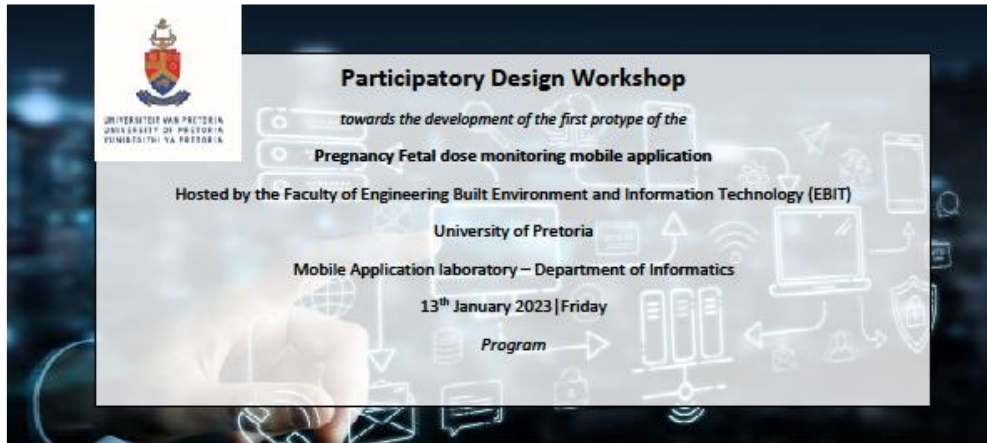 UNIVERSITEIT VAN PRETORIA
UNIVERSITY OF PRETORIA
YUNIBESITHI YA PRETORIA
Participatory Design Workshop
towards the development of the first protype of the
Pregnancy Fetal dose monitoring mobile application
Hosted by the Faculty of Engineering Built Environment and Information Technology (EBIT)
University of Pretoria
Mobile Application laboratory – Department of Informatics
13th January 2023|Friday
Program